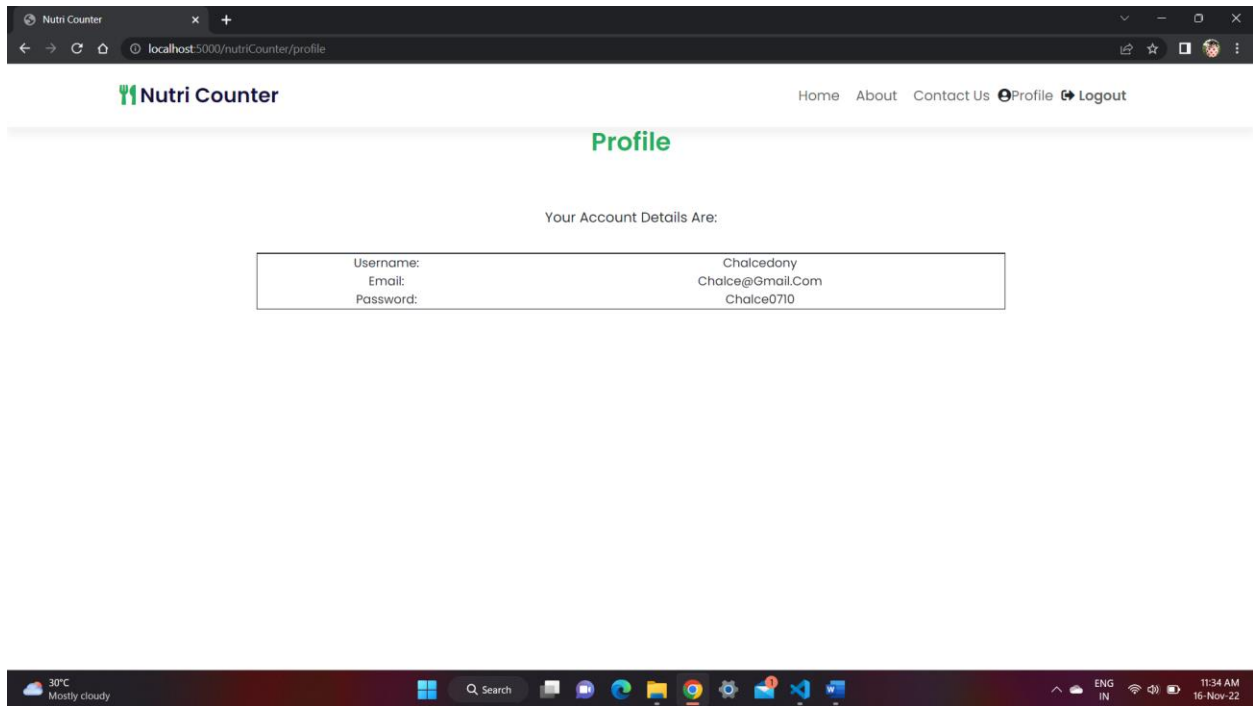 Nutri Counter
localhost:5000/nutriCounter/profile
Nutri Counter
Home About Contact Us Profile Logout
Profile
Your Account Details Are:
Username: Chalcedony
Email: Chalce@Gmail.Com
Password: Chalce0710
30°C
Mostly cloudy
Search
1
W
ENG
IN
11:34 AM
16-Nov-22